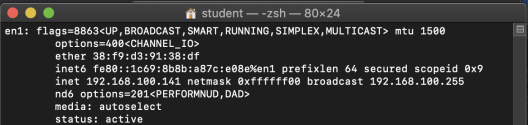 student — -zsh — 80×24
en1: flags=8863<UP,BROADCAST,SMART,RUNNING,SIMPLEX,MULTICAST> mtu 1500
options=400<CHANNEL_IO>
ether 38:f9:d3:91:38:df
inet6 fe80::1c69:8b8b:a87c:e08e%en1 prefixlen 64 secured scopeid 0x9
inet 192.168.100.141 netmask 0xffffff00 broadcast 192.168.100.255
nd6 options=201<PERFORMNUD,DAD>
media: autoselect
status: active